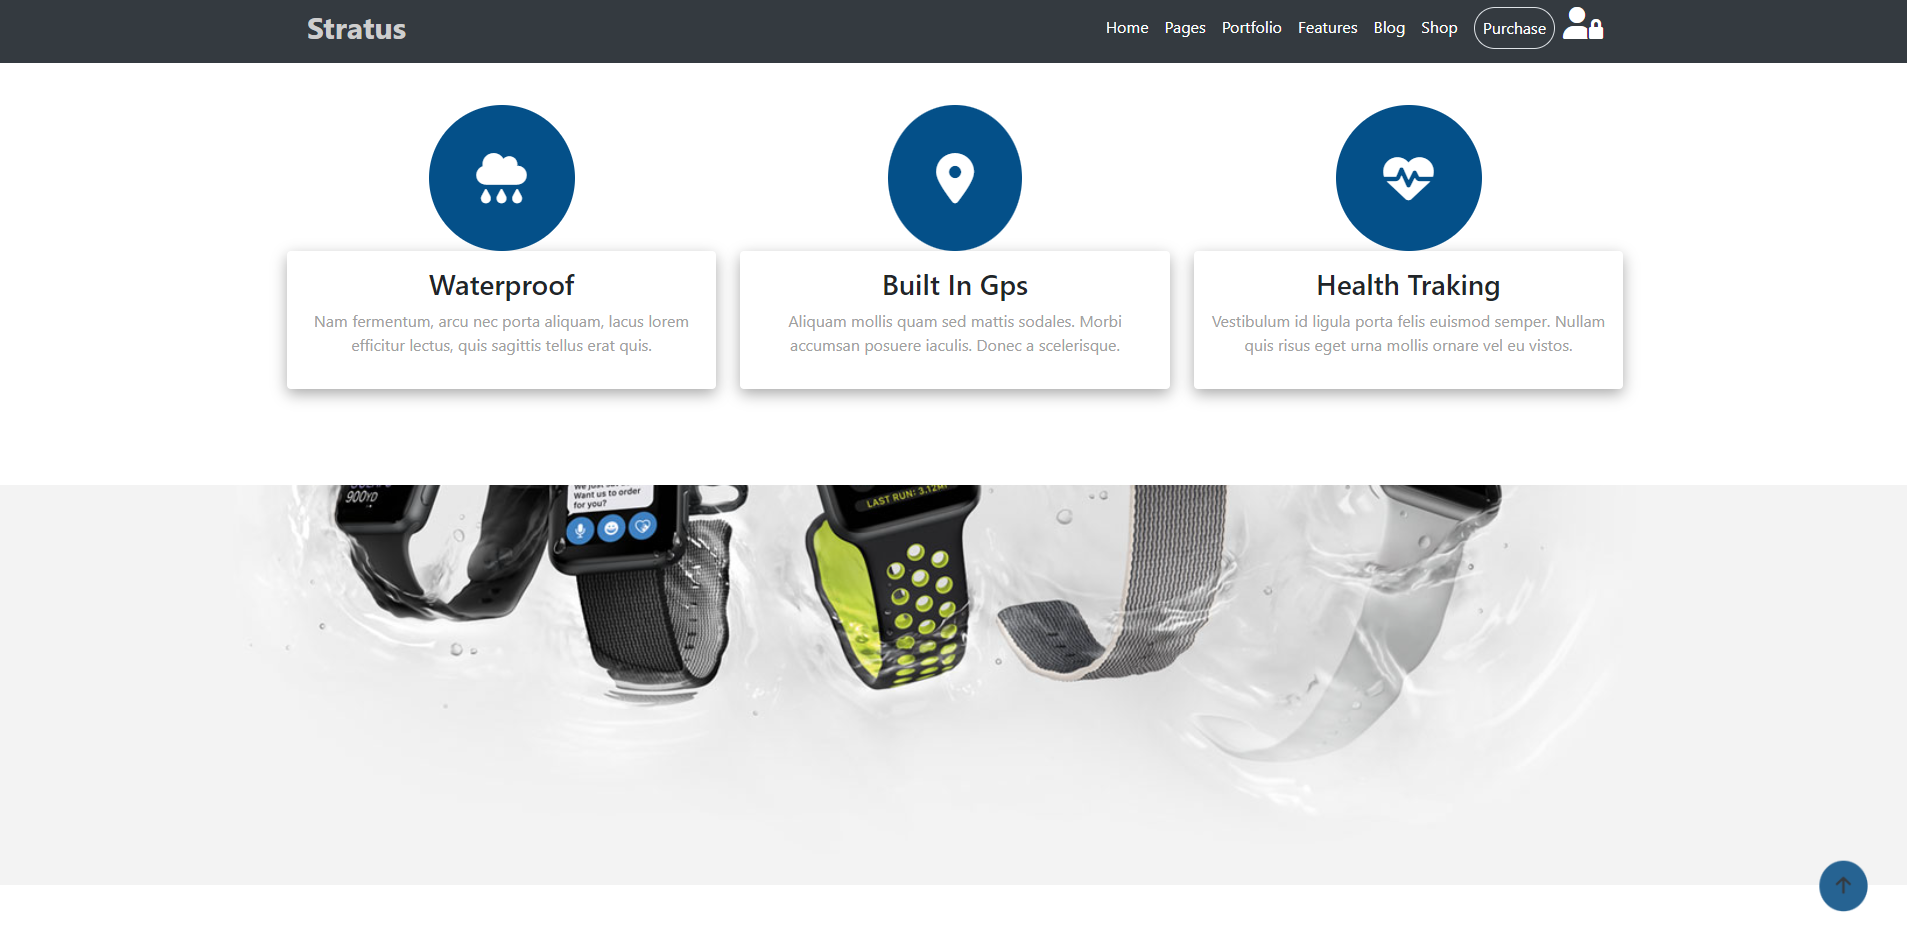 Stratus
Home Pages Portfolio Features Blog Shop Purchase
Waterproof
Nam fermentum, arcu nec porta aliquam, lacus lorem
efficitur lectus, quis sagittis tellus erat quis.
Built In Gps
Aliquam mollis quam sed mattis sodales. Morbi
accumsan posuere iaculis. Donec a scelerisque.
Health Traking
Vestibulum id ligula porta felis euismod semper. Nullam
quis risus eget urna mollis ornare vel eu vistos.
900YD
Want us to order
for you?
LAST RUN: 3.12MI